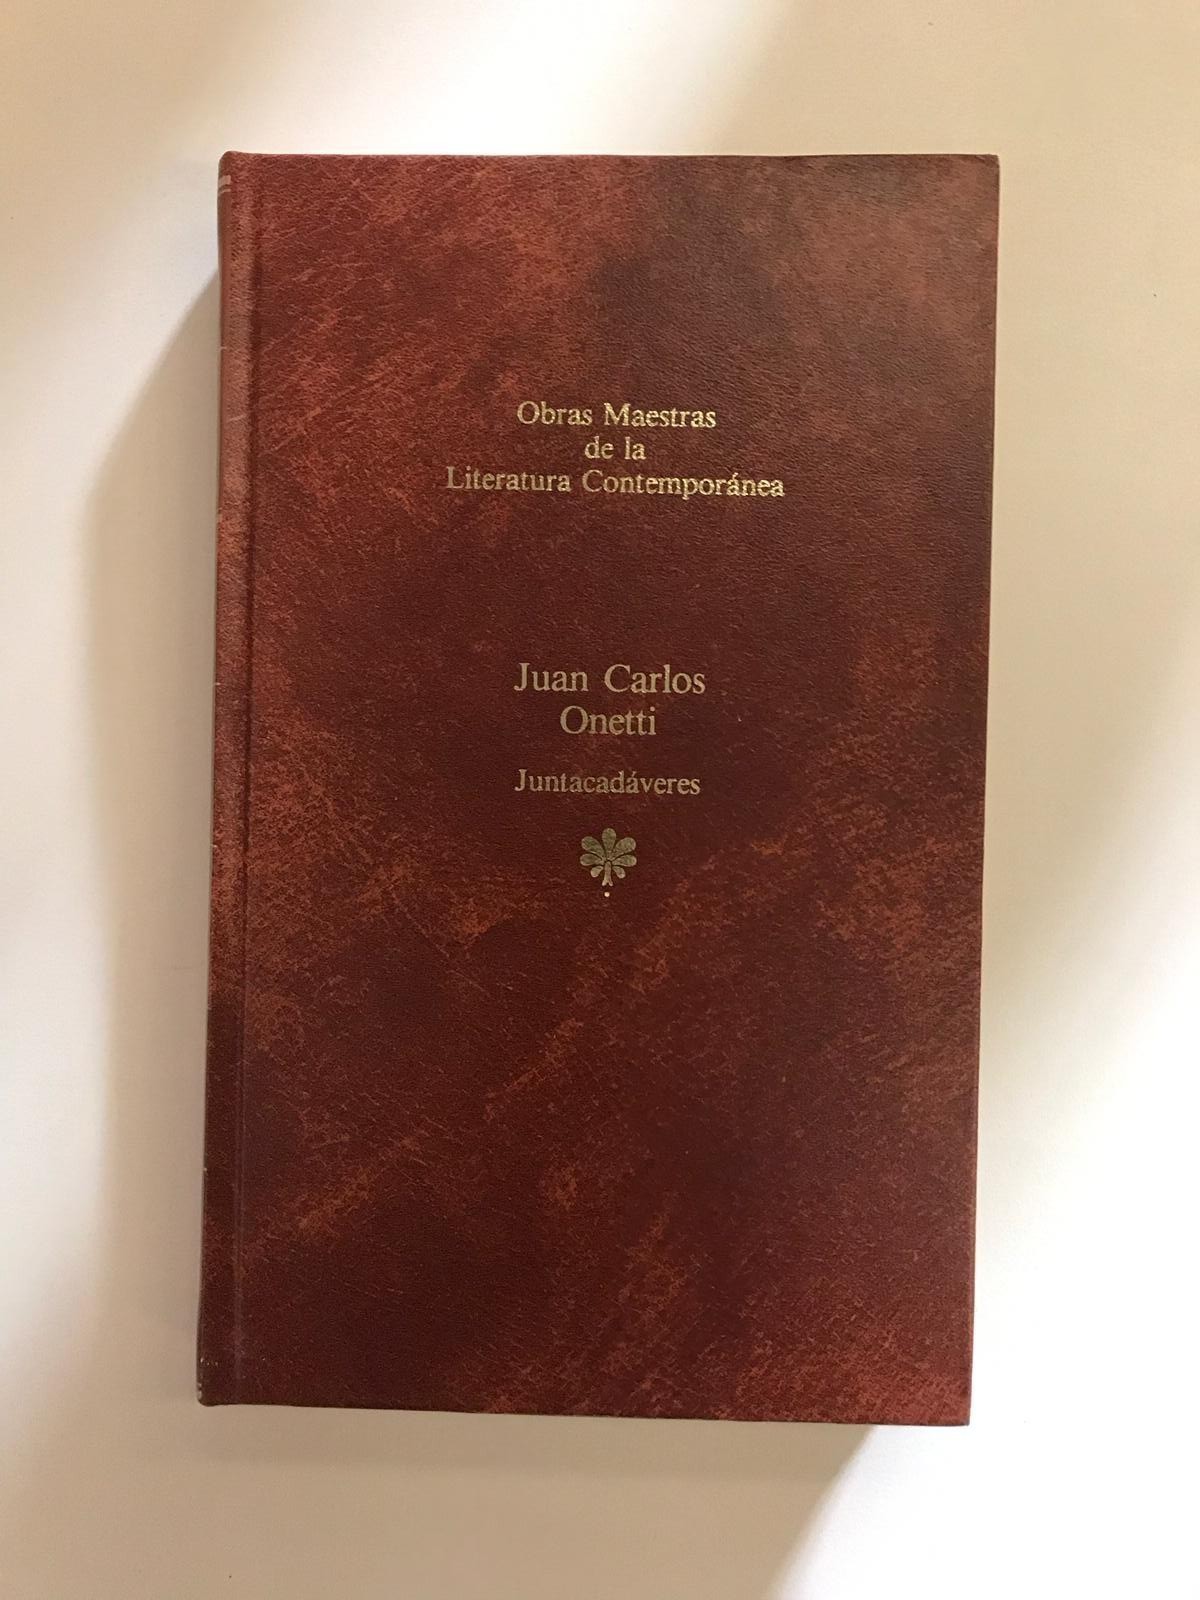 Obras Maestras
de la
Literatura Contemporánea
Juan Carlos
Onetti
Juntacadáveres